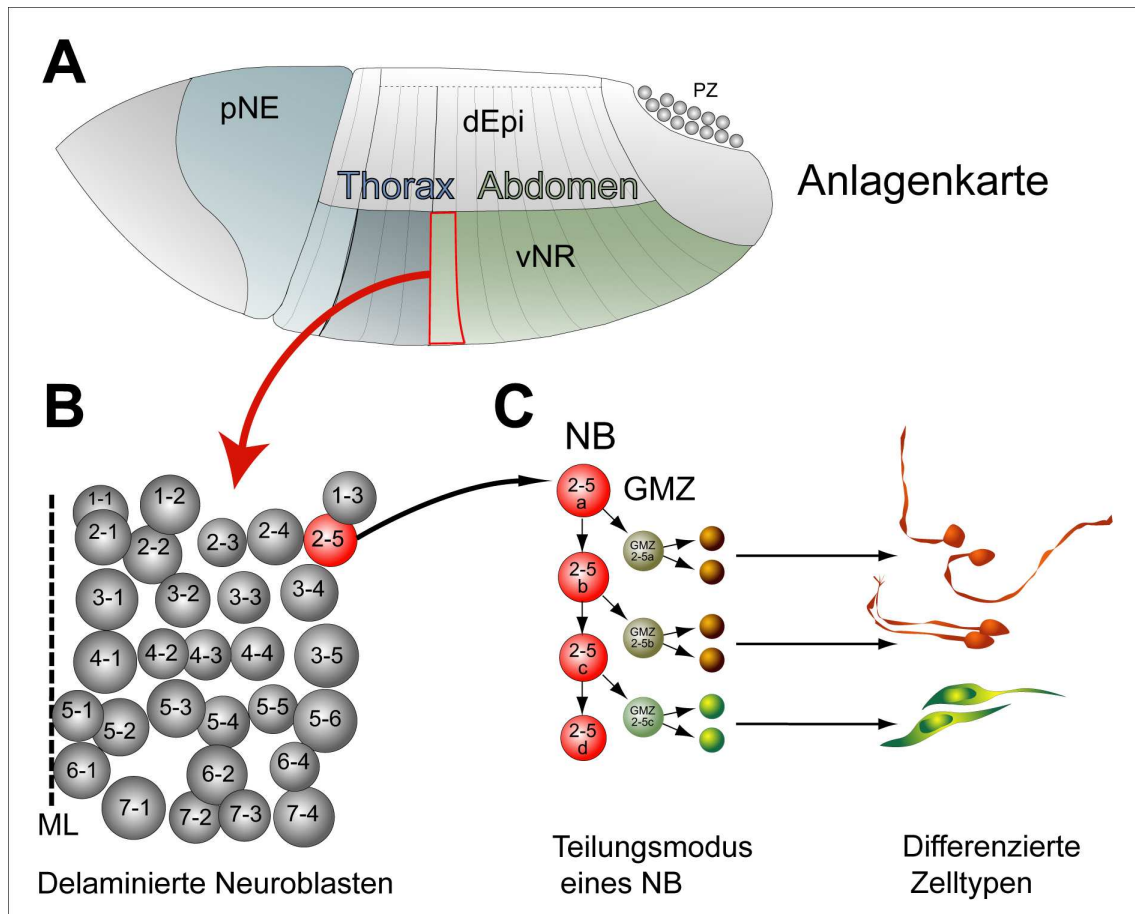 A
pNE
dEpi
PZ
Thorax Abdomen
Anlagenkarte
vNR
B
1-1
1-2
1-3
2-1
2-2
2-3
2-4
2-5
3-1
3-2
3-3
3-4
4-1
4-2
4-3
4-4
3-5
5-1
5-2
5-3
5-4
5-5
5-6
6-1
6-2
6-4
7-1
7-2
7-3
7-4
ML
Delaminierte Neuroblasten
C
NB
GMZ
2-5
a
GMZ
2-5a
2-5
b
GMZ
2-5b
2-5
c
GMZ
2-5c
2-5
d
Teilungsmodus
eines NB
Differenzierte
Zelltypen